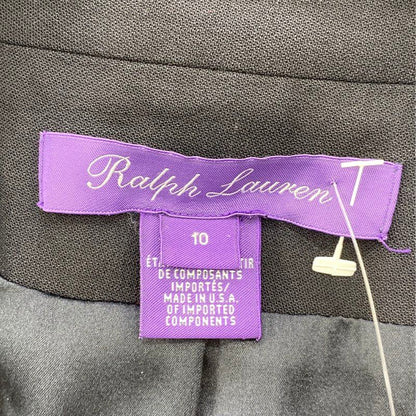 Ralph Lauren
10
DE COMPOSANTS
IMPORTÉS/
MADE IN U.S.A.
OF IMPORTED
COMPONENTS